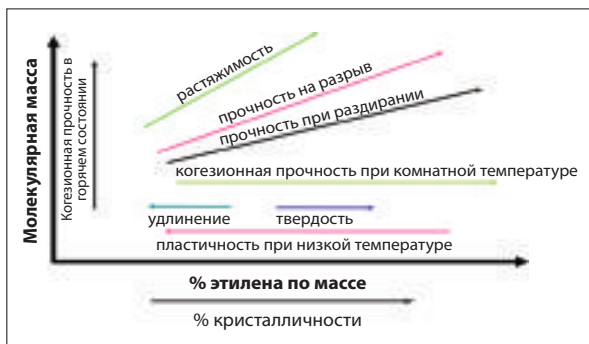 Молекулярная масса
Когезионная прочность в
горячем состоянии
растяжимость
прочность на разрыв
прочность при раздирании
когезионная прочность при комнатной температуре
удлинение
твердость
пластичность при низкой температуре
% этилена по массе
% кристалличности